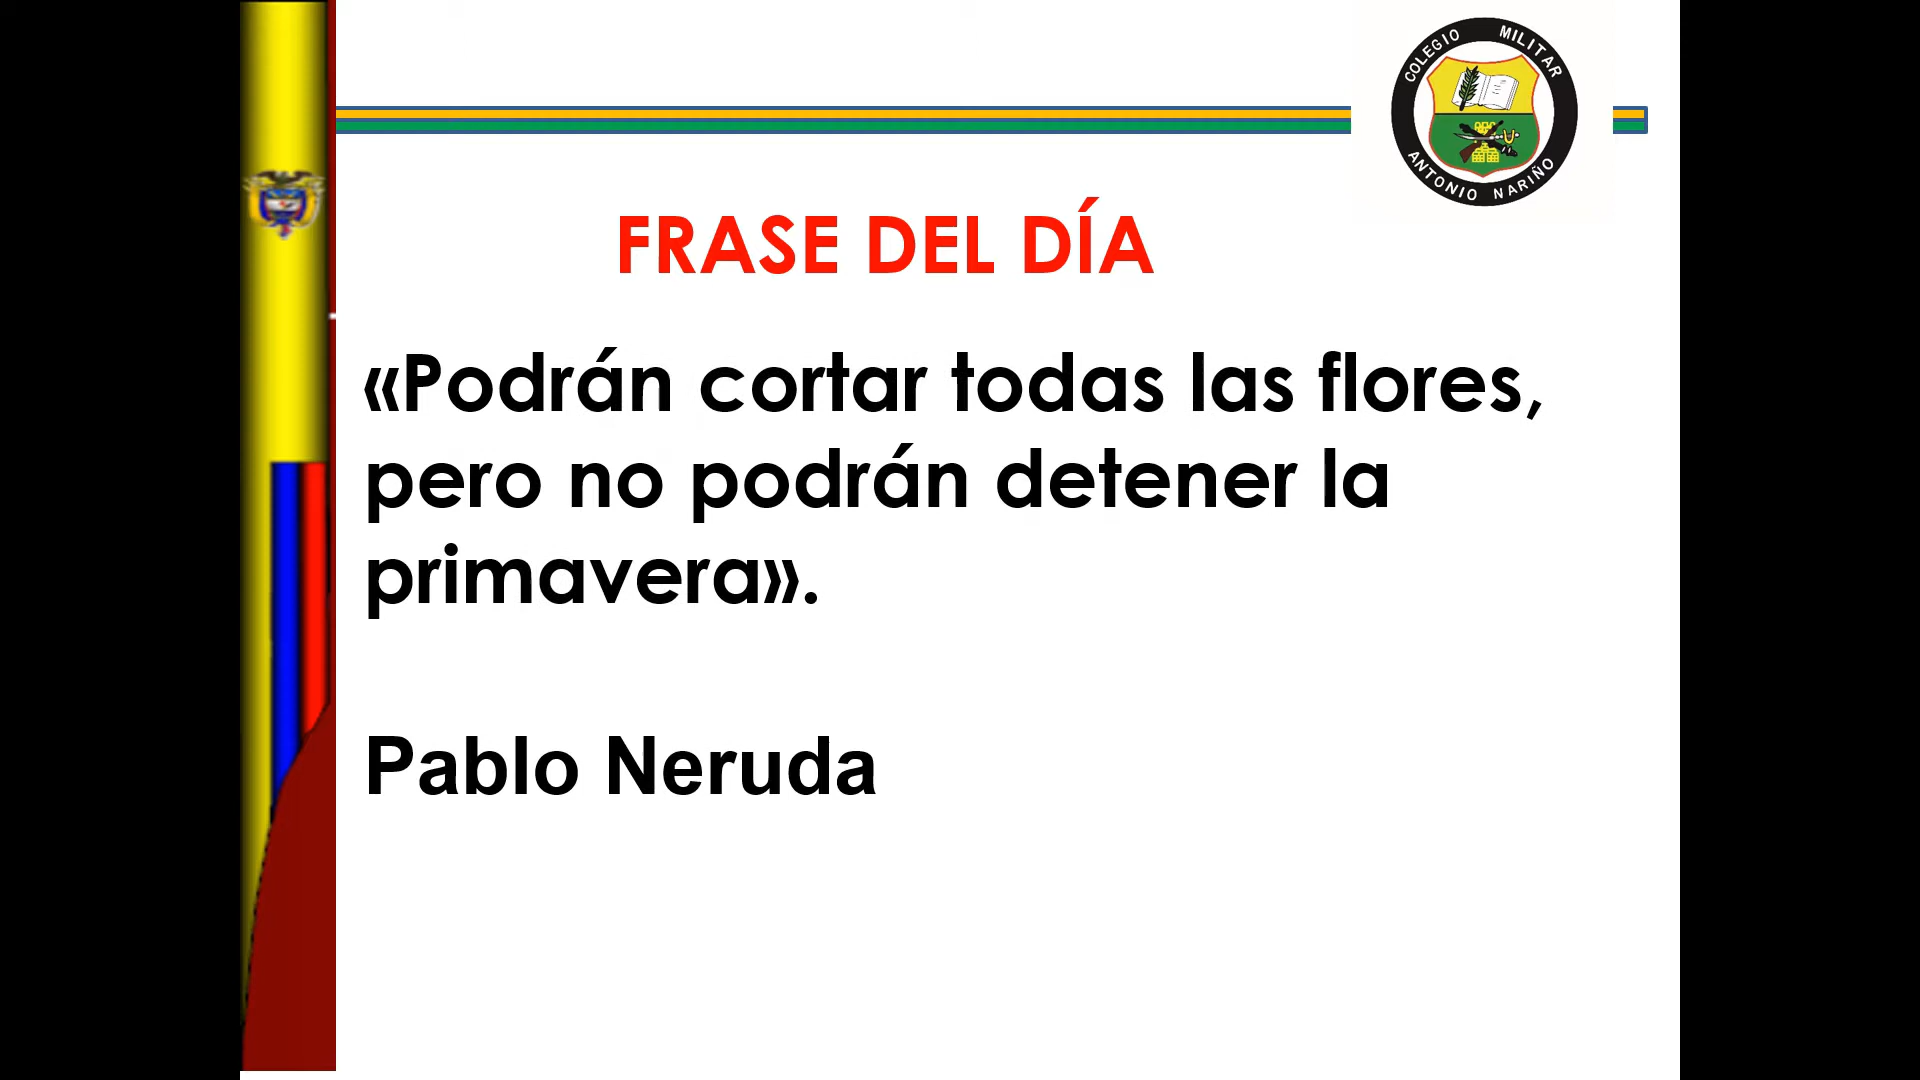 COLEGIO MILITAR
ANTONIO NARIÑO
FRASE DEL DÍA
«Podrán cortar todas las flores,
pero no podrán detener la
primavera».
Pablo Neruda